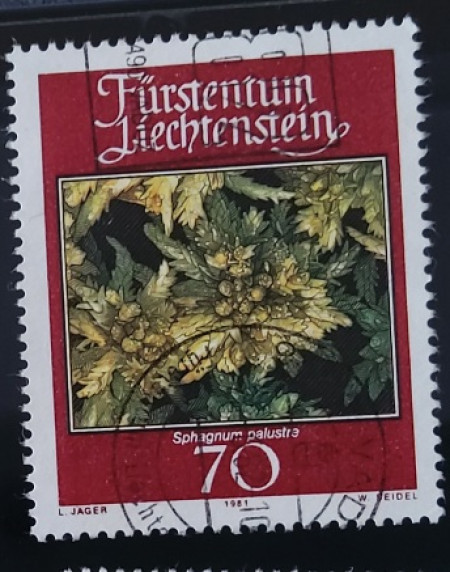 Fürstentum
Liechtenstein
Sphagnum palustre
70
1981
L. JÄGER
W. SEIDEL